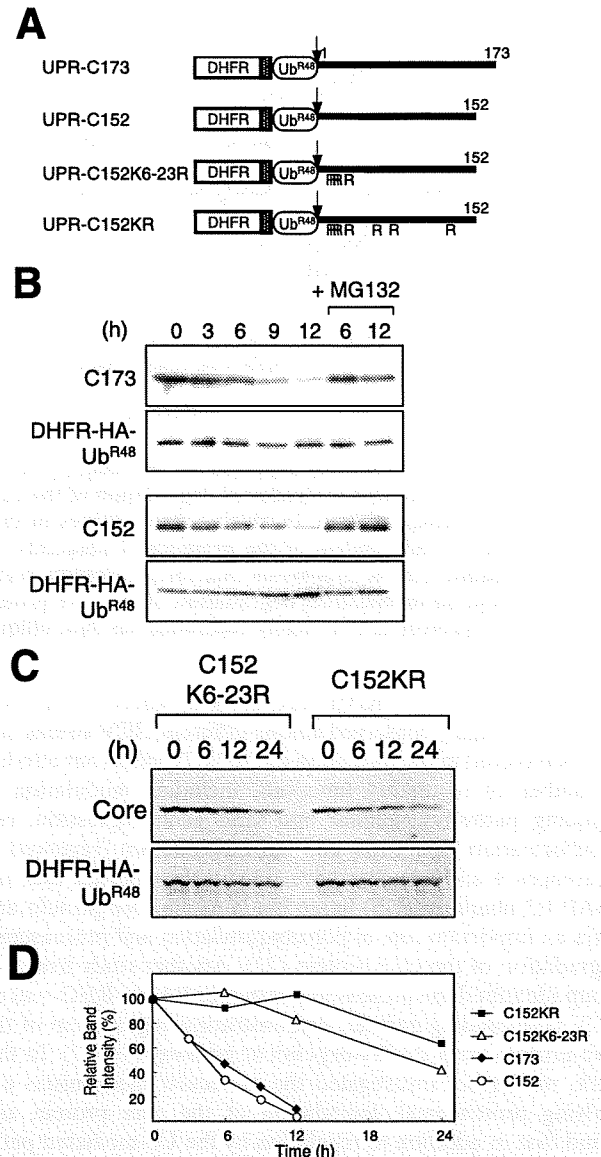 A
UPR-C173 DHFR Ub^R48 1 173
UPR-C152 DHFR Ub^R48 152
UPR-C152K6-23R DHFR Ub^R48 152
R
UPR-C152KR DHFR Ub^R48 152
R R R R
B
+ MG132
(h) 0 3 6 9 12 6 12
C173
DHFR-HA-
Ub^R48
C152
DHFR-HA-
Ub^R48
C
C152
K6-23R
C152KR
(h) 0 6 12 24 0 6 12 24
Core
DHFR-HA-
Ub^R48
D
Relative Band
Intensity (%)
100
80
60
40
20
0 6 12 18 24
Time (h)
C152KR
C152K6-23R
C173
C152